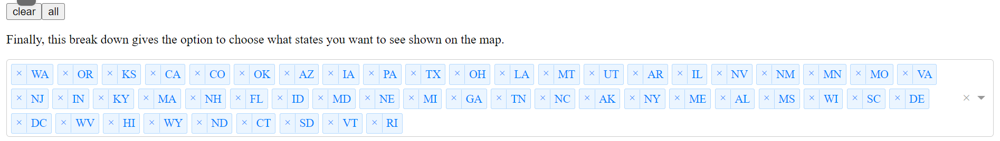 clear all
Finally, this break down gives the option to choose what states you want to see shown on the map.
× WA × OR × KS × CA × CO × OK × AZ × IA × PA × TX × OH × LA × MT × UT × AR × IL × NV × NM × MN × MO × VA
× NJ × IN × KY × MA × NH × FL × ID × MD × NE × MI × GA × TN × NC × AK × NY × ME × AL × MS × WI × SC × DE ×
× DC × WV × HI × WY × ND × CT × SD × VT × RI